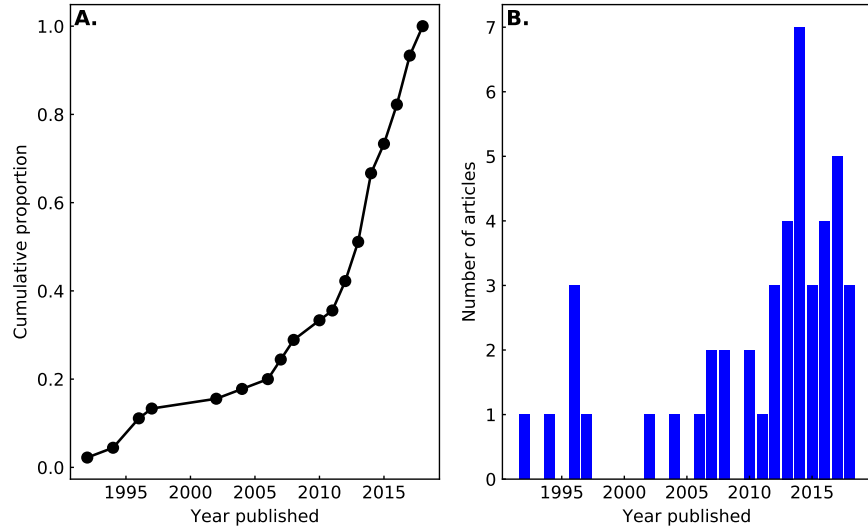 A.
1.0
0.8
0.6
0.4
0.2
0.0
Cumulative proportion
1995 2000 2005 2010 2015
Year published
B.
7
6
5
4
3
2
1
0
Number of articles
1995 2000 2005 2010 2015
Year published